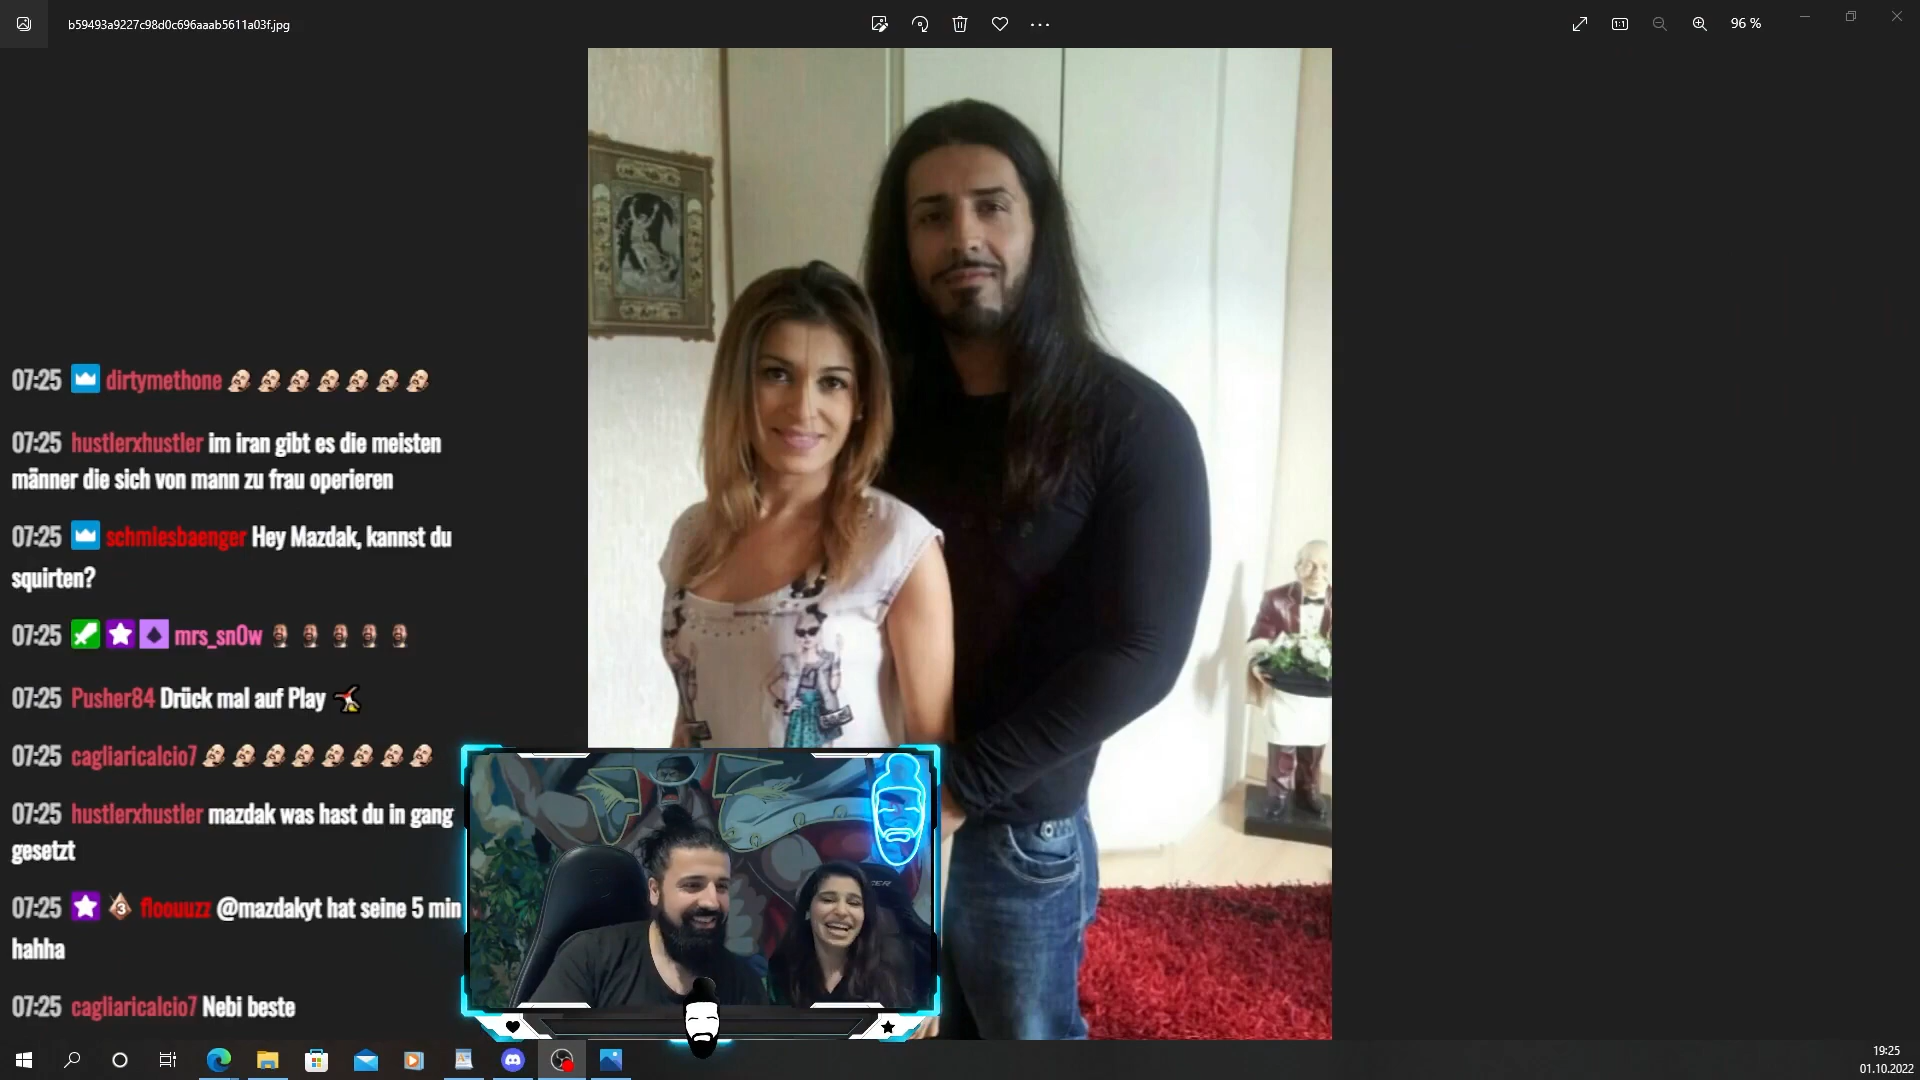 b59493a9227c98d0c696aaab5611a03f.jpg
96 %
07:25 dirtymethone
07:25 hustlerxhustler im iran gibt es die meisten
männer die sich von mann zu frau operieren
07:25 schmiesbaenger Hey Mazdak, kannst du
squirten?
07:25 mrs_sn0w
07:25 Pusher84 Drück mal auf Play
07:25 cagliaricalcio7
07:25 hustlerxhustler mazdak was hast du in gang
gesetzt
07:25 3 floouuzz @mazdakyt hat seine 5 min
hahha
07:25 cagliaricalcio7 Nebi beste
19:25
01.10.2022